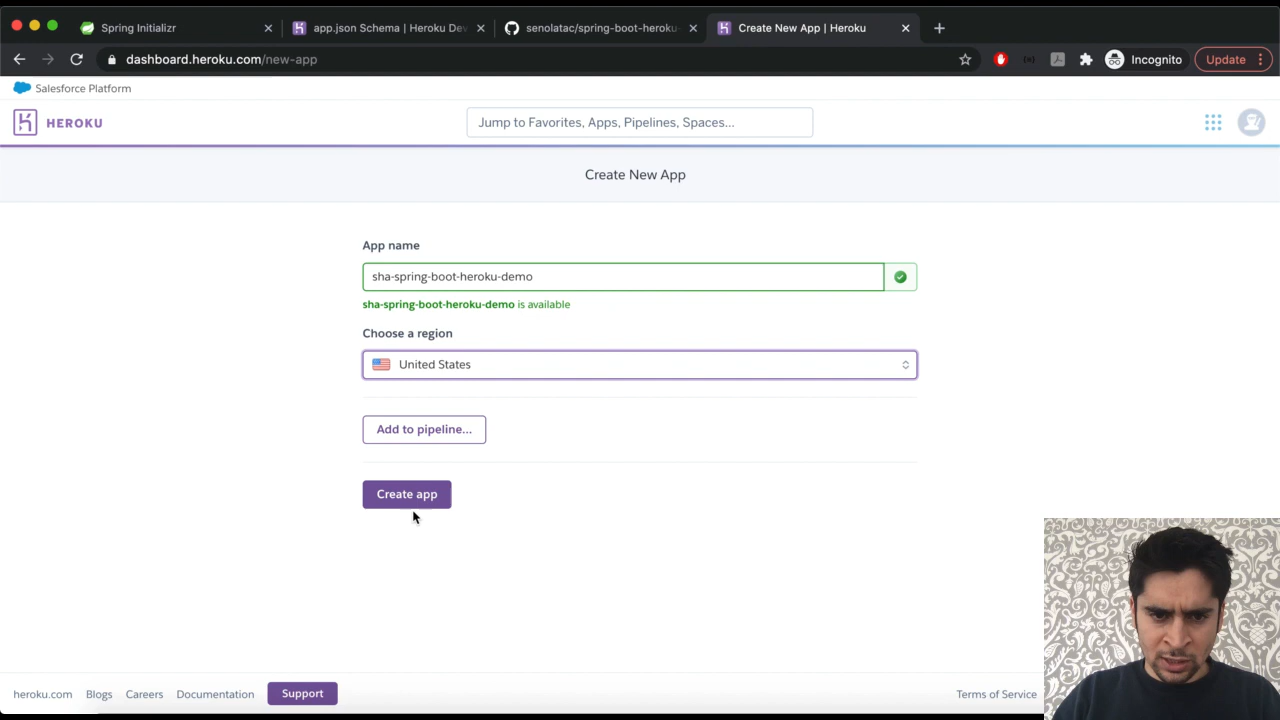 Spring Initializr
app.json Schema | Heroku Dev
senolatac/spring-boot-heroku-
Create New App | Heroku
dashboard.heroku.com/new-app
Incognito
Update
Salesforce Platform
HEROKU
Jump to Favorites, Apps, Pipelines, Spaces...
Create New App
App name
sha-spring-boot-heroku-demo
sha-spring-boot-heroku-demo is available
Choose a region
United States
Add to pipeline...
Create app
heroku.com
Blogs
Careers
Documentation
Support
Terms of Service